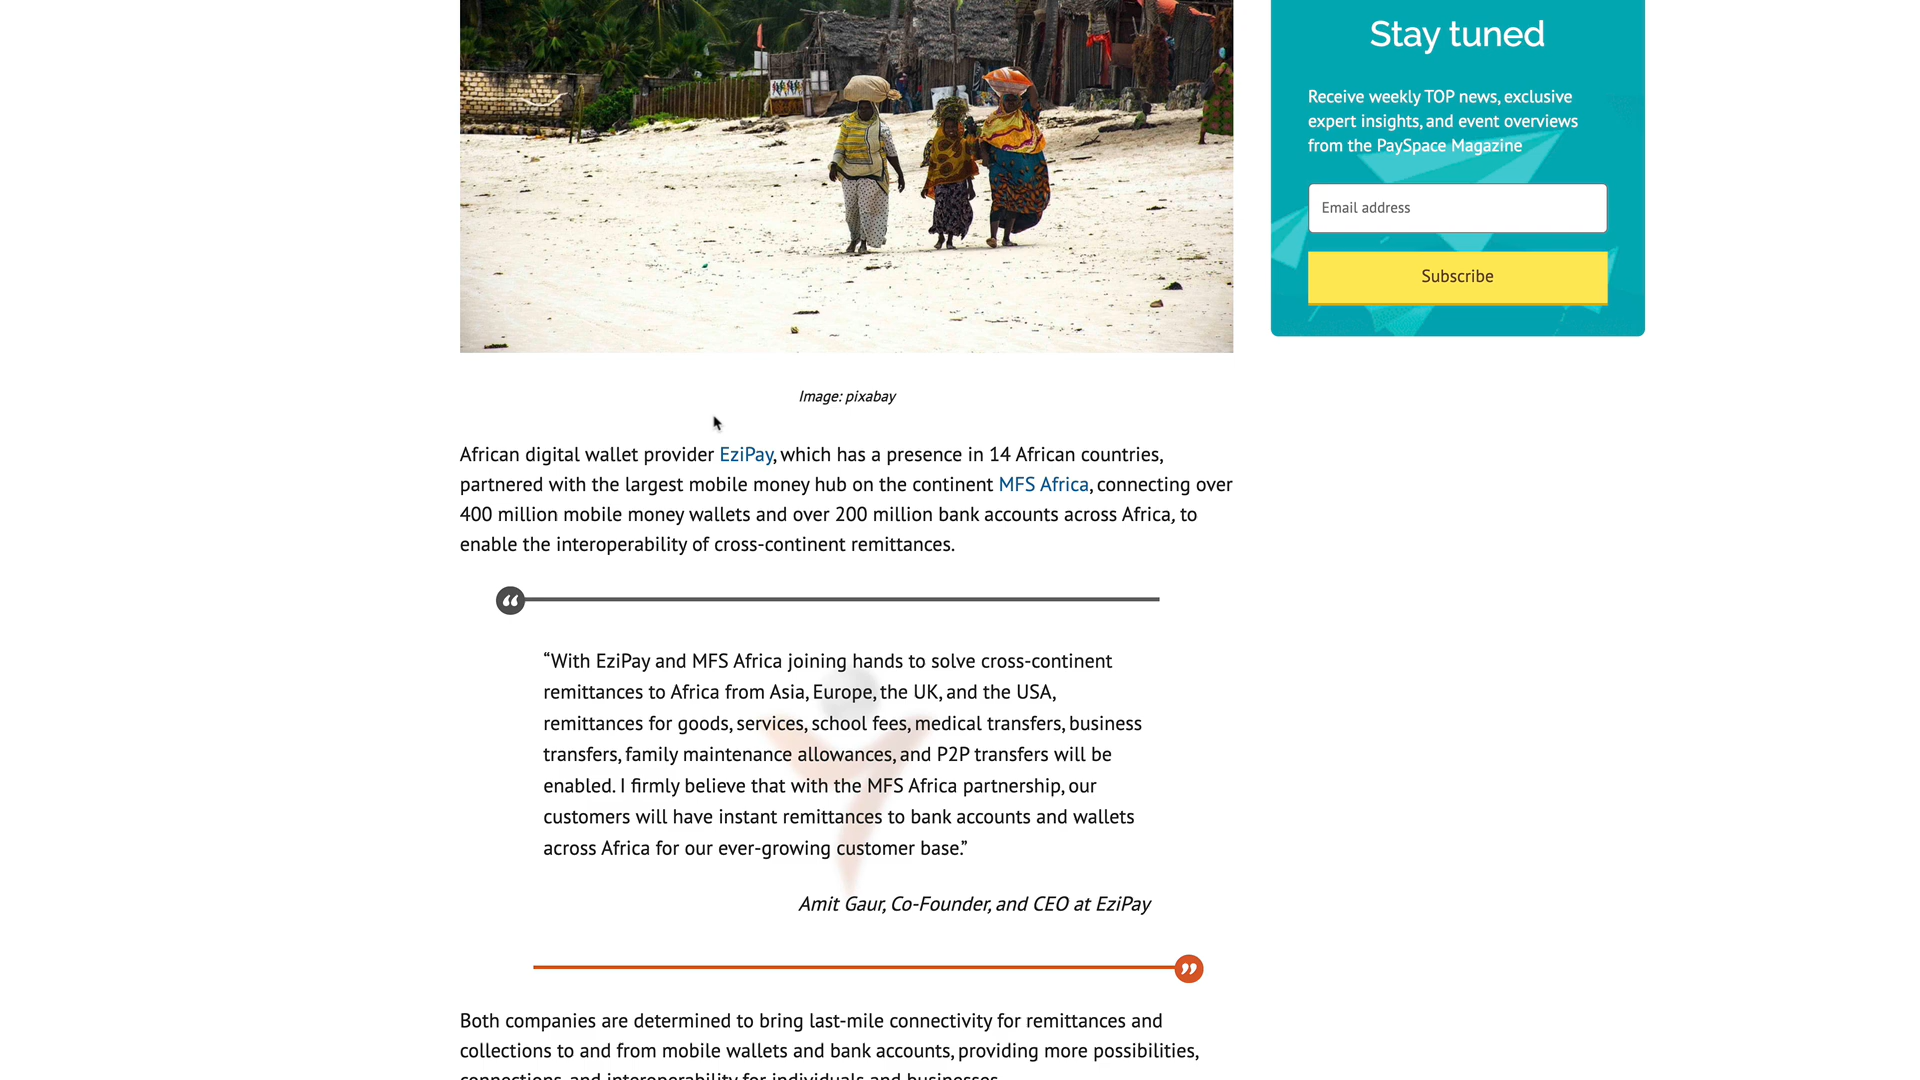 Stay tuned
Receive weekly TOP news, exclusive
expert insights, and event overviews
from the PaySpace Magazine
Email address
Subscribe
Image: pixabay
African digital wallet provider EziPay, which has a presence in 14 African countries,
partnered with the largest mobile money hub on the continent MFS Africa, connecting over
400 million mobile money wallets and over 200 million bank accounts across Africa, to
enable the interoperability of cross-continent remittances.
“With EziPay and MFS Africa joining hands to solve cross-continent
remittances to Africa from Asia, Europe, the UK, and the USA,
remittances for goods, services, school fees, medical transfers, business
transfers, family maintenance allowances, and P2P transfers will be
enabled. I firmly believe that with the MFS Africa partnership, our
customers will have instant remittances to bank accounts and wallets
across Africa for our ever-growing customer base.”
Amit Gaur, Co-Founder, and CEO at EziPay
Both companies are determined to bring last-mile connectivity for remittances and
collections to and from mobile wallets and bank accounts, providing more possibilities,
connections, and interoperability for individuals and businesses.